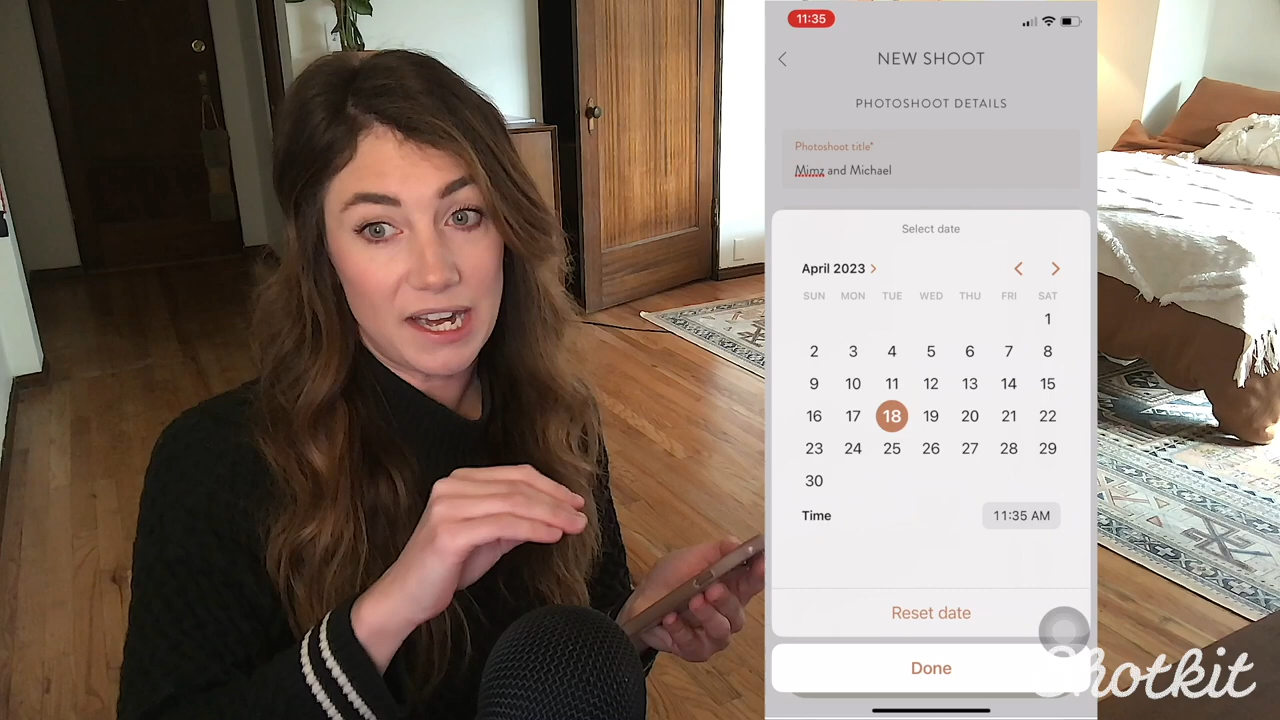 11:35
NEW SHOOT
PHOTOSHOOT DETAILS
Photoshoot title*
Mimz and Michael
Select date
April 2023
SUN MON TUE WED THU FRI SAT
1
2 3 4 5 6 7 8
9 10 11 12 13 14 15
16 17 18 19 20 21 22
23 24 25 26 27 28 29
30
Time 11:35 AM
Reset date
Done
Shotkit